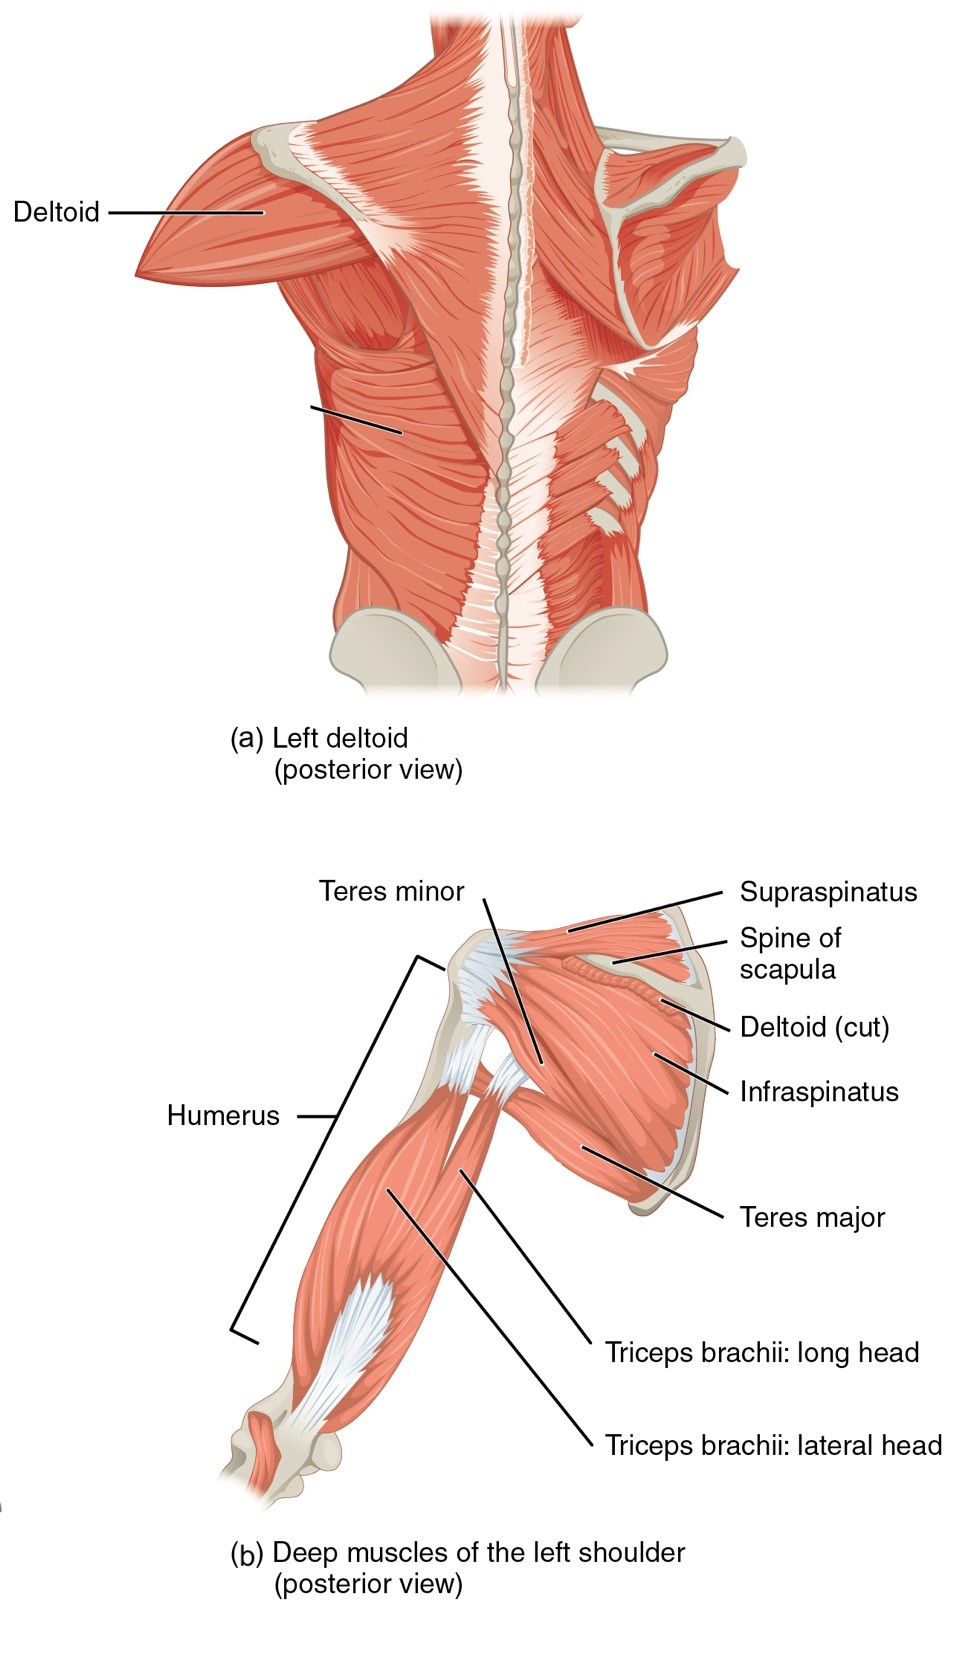 Deltoid
(a) Left deltoid
(posterior view)
Teres minor
Supraspinatus
Spine of
scapula
Deltoid (cut)
Infraspinatus
Humerus
Teres major
Triceps brachii: long head
Triceps brachii: lateral head
(b) Deep muscles of the left shoulder
(posterior view)